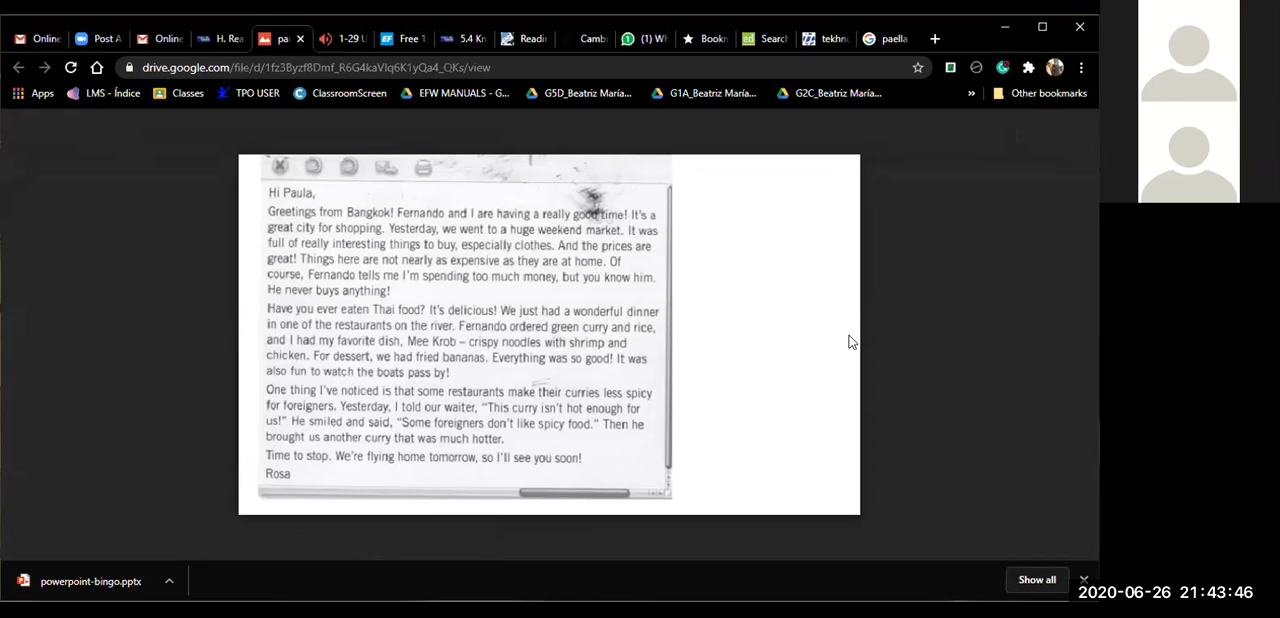 Online
Post A
Online
H. Rea
pa
1-29 U
Free 1
5.4 Kn
Readin
Camb
(1) W
Bookn
Searc
tekhno
paella
drive.google.com/file/d/1fz3Byzf8Dmf_R6G4kaVlq6K1yQa4_QKs/view
Apps
LMS - Índice
Classes
TPO USER
ClassroomScreen
EFW MANUALS - G...
G5D_Beatriz María...
G1A_Beatriz María...
G2C_Beatriz María...
»
Other bookmarks
Hi Paula,
Greetings from Bangkok! Fernando and I are having a really good time! It's a
great city for shopping. Yesterday, we went to a huge weekend market. It was
full of really interesting things to buy, especially clothes. And the prices are
great! Things here are not nearly as expensive as they are at home. Of
course, Fernando tells me I'm spending too much money, but you know him.
He never buys anything!
Have you ever eaten Thai food? It's delicious! We just had a wonderful dinner
in one of the restaurants on the river. Fernando ordered green curry and rice,
and I had my favorite dish, Mee Krob – crispy noodles with shrimp and
chicken. For dessert, we had fried bananas. Everything was so good! It was
also fun to watch the boats pass by!
One thing I've noticed is that some restaurants make their curries less spicy
for foreigners. Yesterday, I told our waiter, "This curry isn't hot enough for
us!" He smiled and said, "Some foreigners don't like spicy food." Then he
brought us another curry that was much hotter.
Time to stop. We're flying home tomorrow, so I'll see you soon!
Rosa
powerpoint-bingo.pptx
Show all
2020-06-26 21:43:46